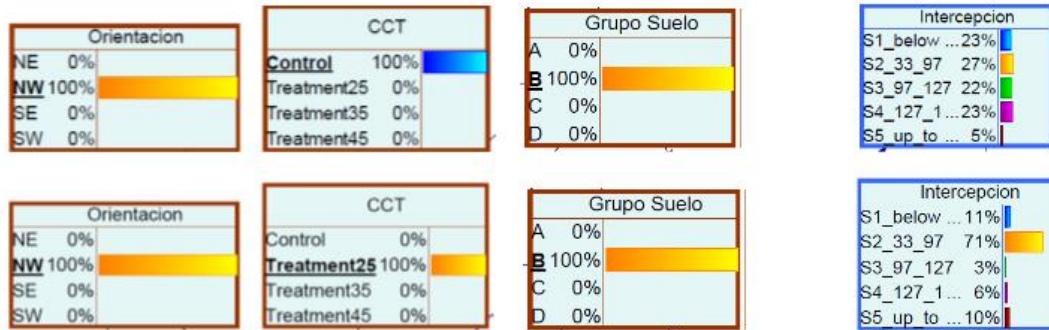 Orientacion
NE 0%
NW 100%
SE 0%
SW 0%
CCT
Control 100%
Treatment25 0%
Treatment35 0%
Treatment45 0%
Grupo Suelo
A 0%
B 100%
C 0%
D 0%
Intercepcion
S1_below ... 23%
S2_33_97 27%
S3_97_127 22%
S4_127_1... 23%
S5_up_to ... 5%
Orientacion
NE 0%
NW 100%
SE 0%
SW 0%
CCT
Control 0%
Treatment25 100%
Treatment35 0%
Treatment45 0%
Grupo Suelo
A 0%
B 100%
C 0%
D 0%
Intercepcion
S1_below ... 11%
S2_33_97 71%
S3_97_127 3%
S4_127_1... 6%
S5_up_to ... 10%